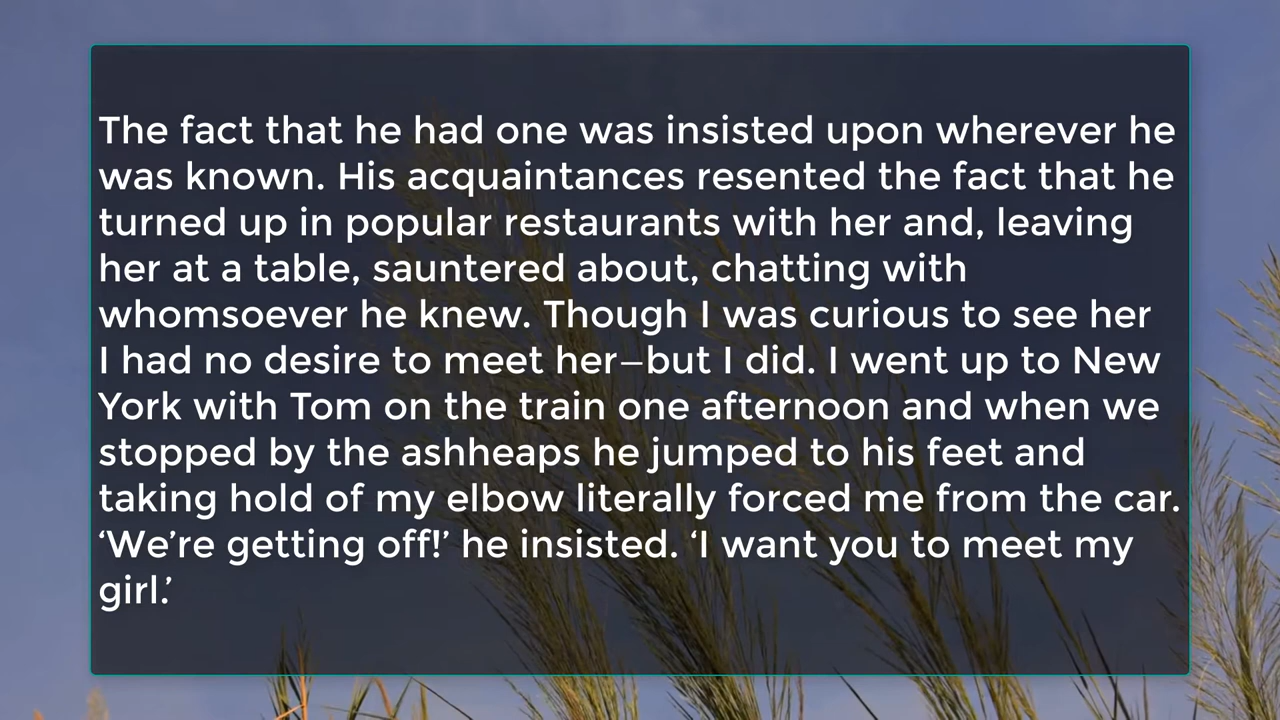 The fact that he had one was insisted upon wherever he
was known. His acquaintances resented the fact that he
turned up in popular restaurants with her and, leaving
her at a table, sauntered about, chatting with
whomsoever he knew. Though I was curious to see her
I had no desire to meet her—but I did. I went up to New
York with Tom on the train one afternoon and when we
stopped by the ashheaps he jumped to his feet and
taking hold of my elbow literally forced me from the car.
‘We’re getting off!’ he insisted. ‘I want you to meet my
girl.’